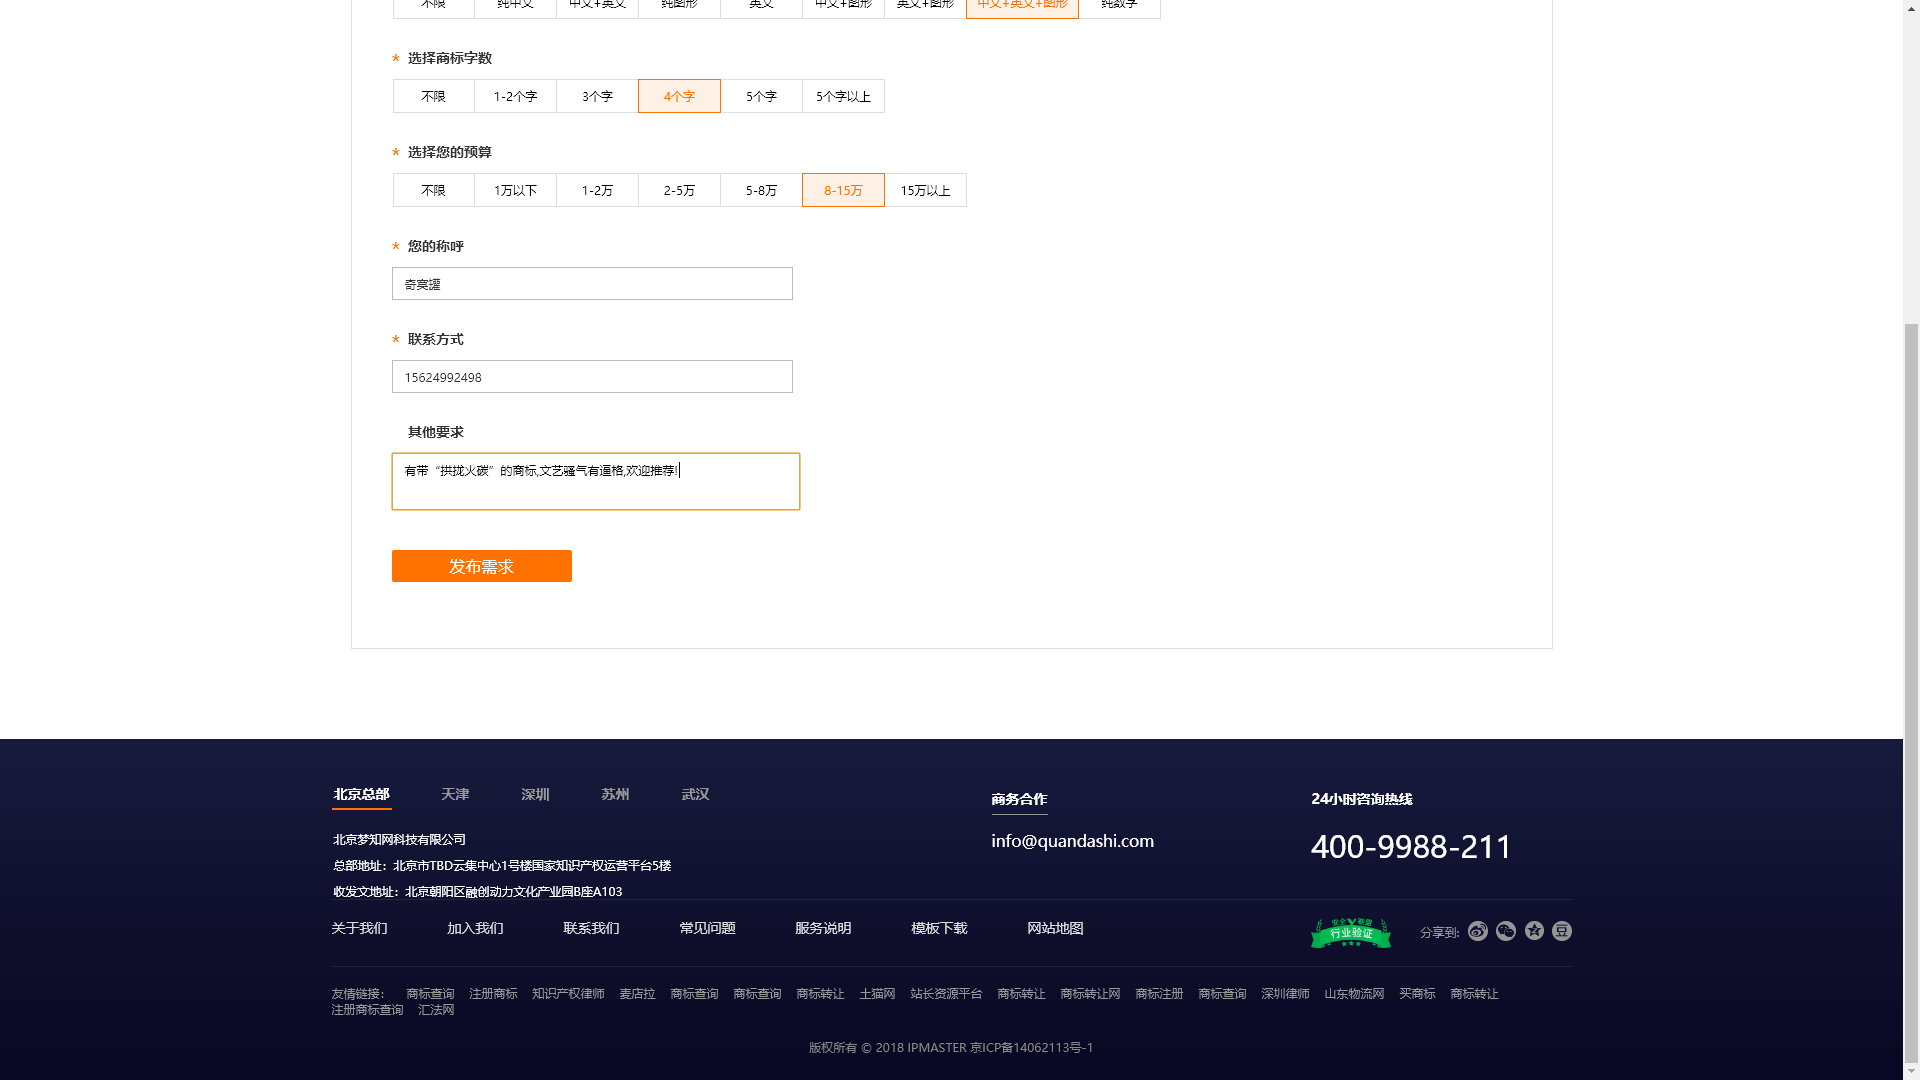 不限 纯中文 中文+英文 纯图形 英文 中文+图形 英文+图形 中文+英文+图形 纯数字
* 选择商标字数
不限 1-2个字 3个字 4个字 5个字 5个字以上
* 选择您的预算
不限 1万以下 1-2万 2-5万 5-8万 8-15万 15万以上
* 您的称呼
奇窝罐
* 联系方式
15624992498
其他要求
有带“拱拢火碳”的商标,文艺骚气有逼格,欢迎推荐!
发布需求
北京总部 天津 深圳 苏州 武汉
北京梦知网科技有限公司
总部地址：北京市TBD云集中心1号楼国家知识产权运营平台5楼
收发文地址：北京朝阳区融创动力文化产业园B座A103
商务合作
info@quandashi.com
24小时咨询热线
400-9988-211
关于我们 加入我们 联系我们 常见问题 服务说明 模板下载 网站地图
安全联盟
行业验证
分享到:
豆
友情链接： 商标查询 注册商标 知识产权律师 麦店拉 商标查询 商标查询 商标转让 土猫网 站长资源平台 商标转让 商标转让网 商标注册 商标查询 深圳律师 山东物流网 买商标 商标转让
注册商标查询 汇法网
版权所有 © 2018 IPMASTER 京ICP备14062113号-1